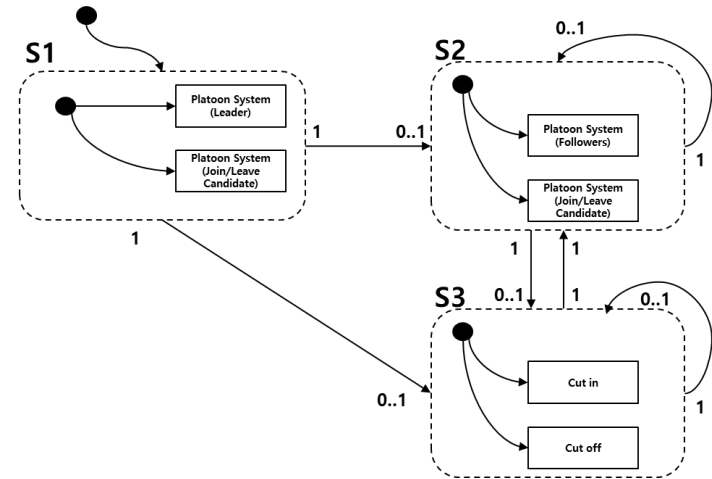 S1
Platoon System
(Leader)
Platoon System
(Join/Leave
Candidate)
1
0..1
S2
0..1
Platoon System
(Followers)
Platoon System
(Join/Leave
Candidate)
1
1
1
0..1
1
1
0..1
S3
0..1
Cut in
Cut off
1